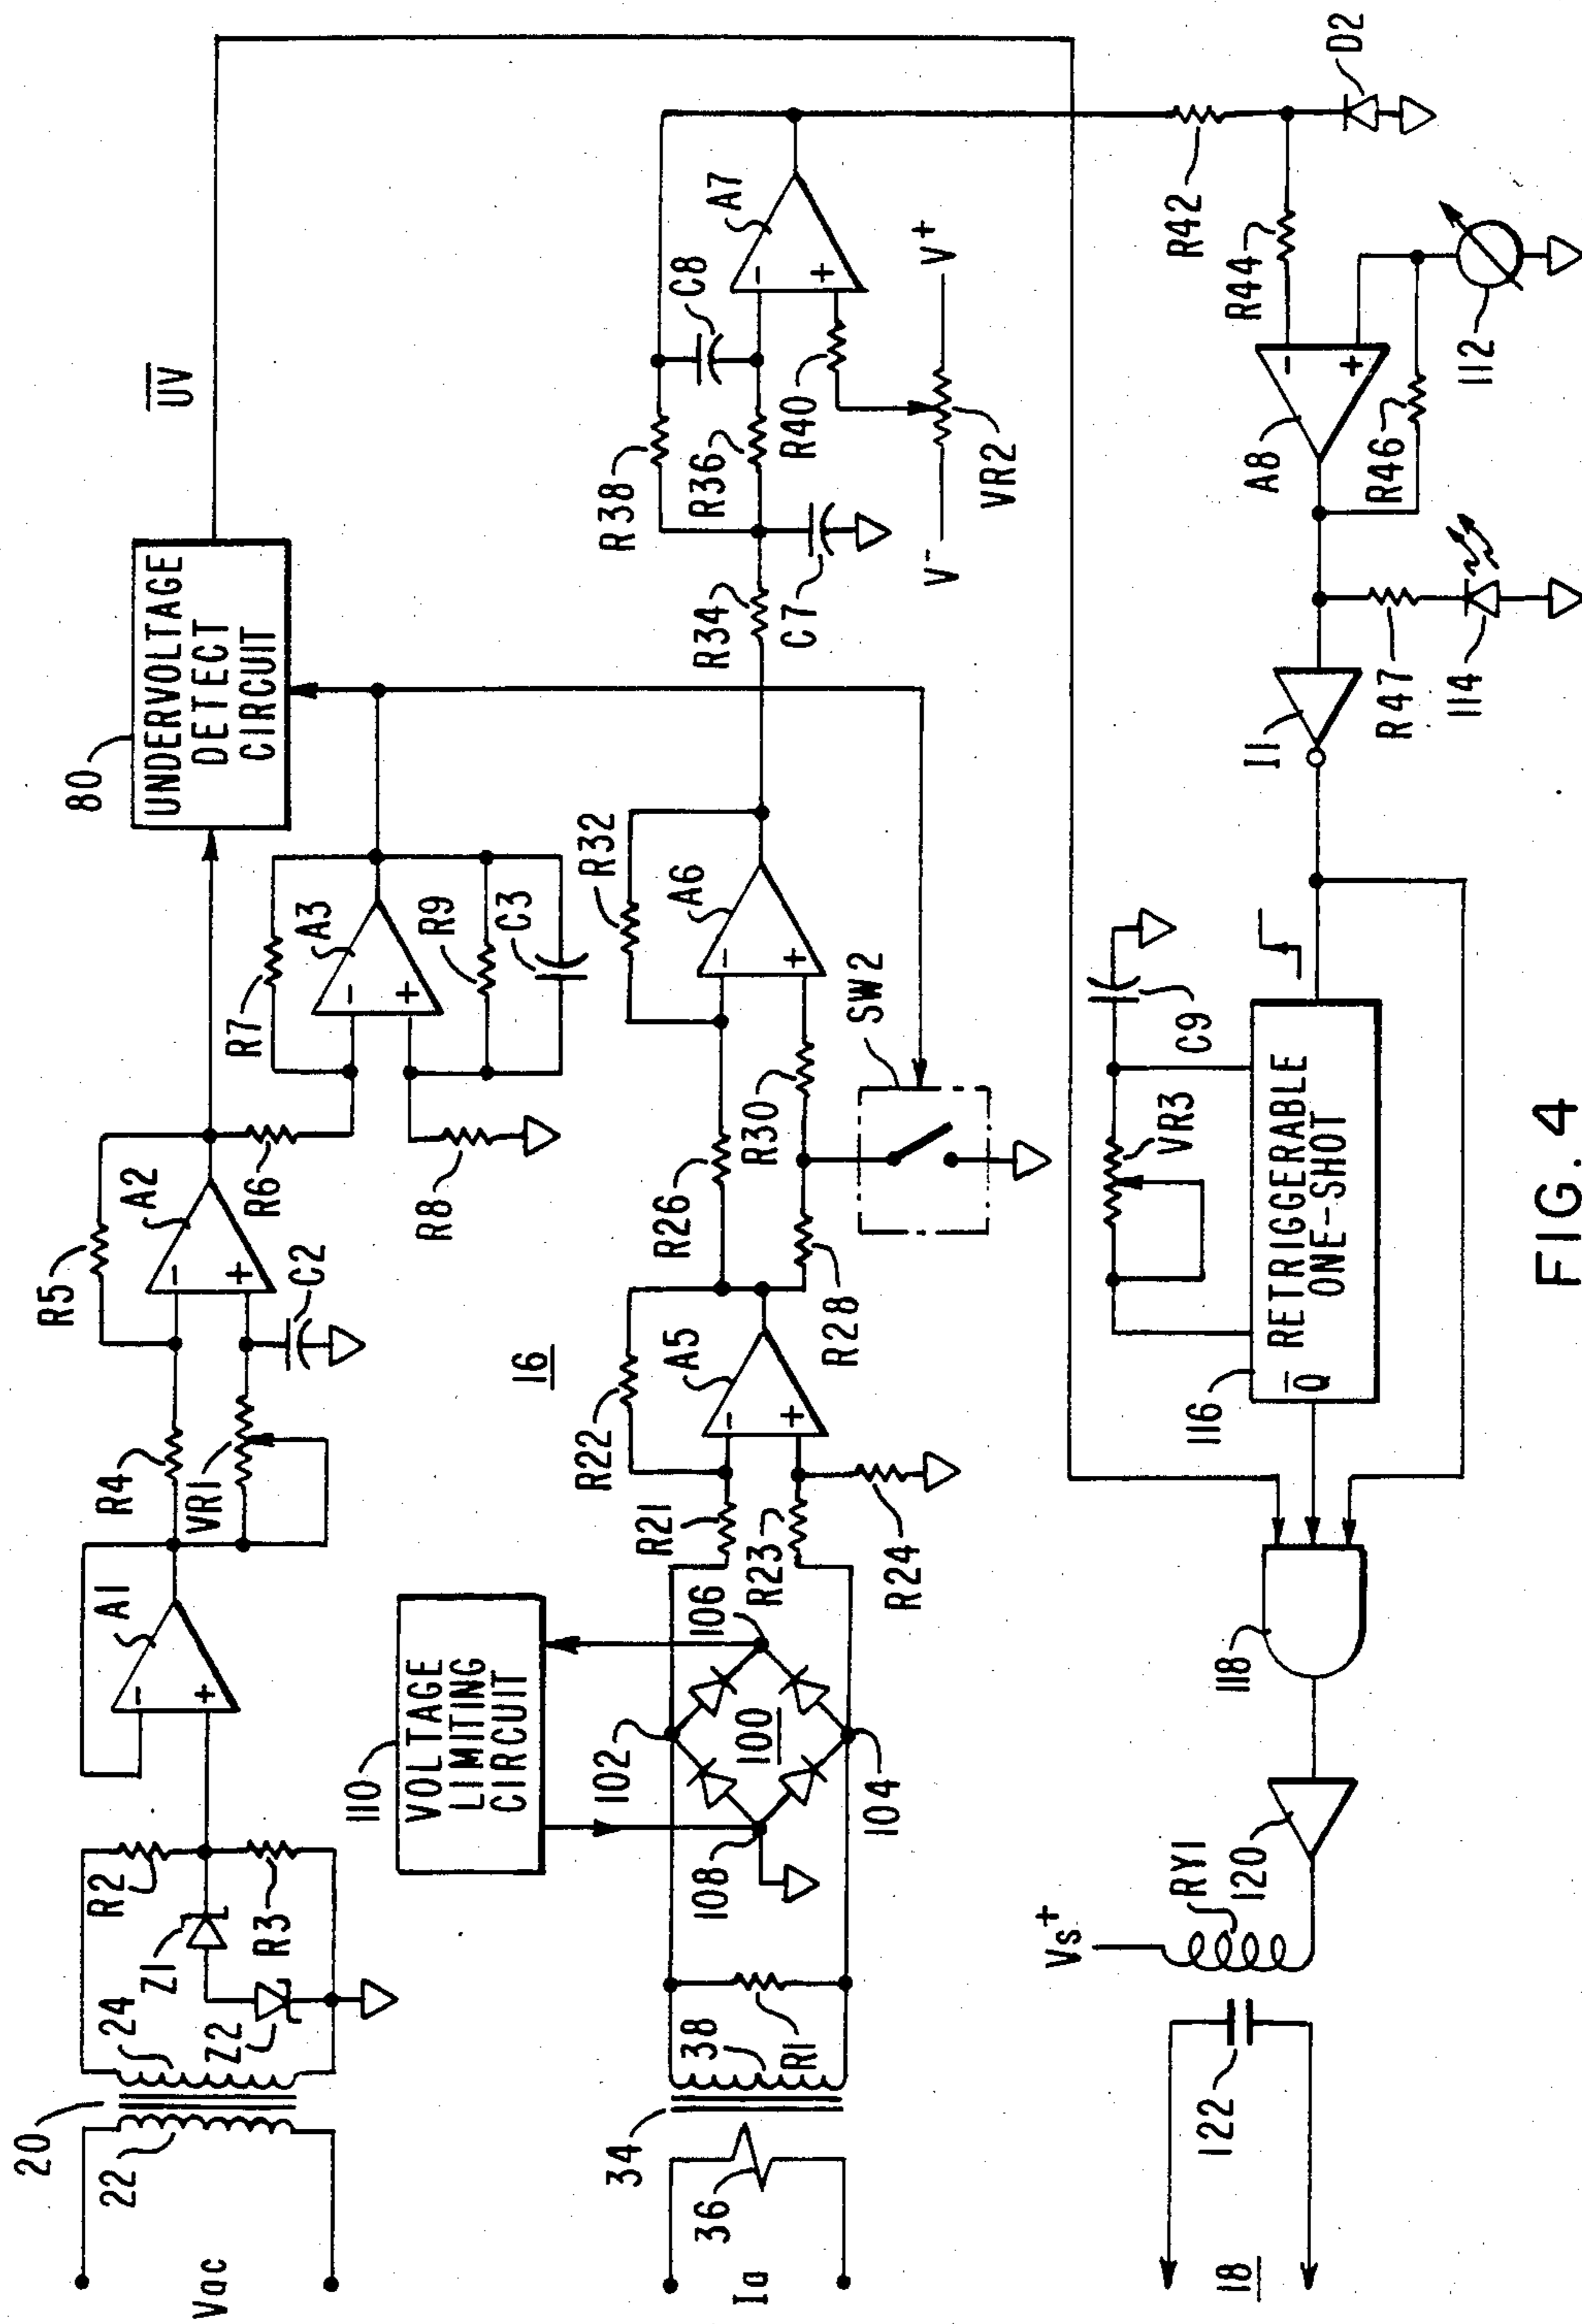 Vac
20
22
24
Z2
Z1
R2
R3
A1
R4
VR1
R5
A2
C2
R6
R7
A3
R8
R9
C3
80
UNDERVOLTAGE
DETECT
CIRCUIT
UV
Ia
34
36
38
R1
110
VOLTAGE
LIMITING
CIRCUIT
102
100
104
106
108
R21
R23
R24
R22
16
A5
R26
R28
R30
R32
A6
SW2
R34
C7
R36
R38
C8
R40
A7
V-
V+
VR2
R42
D2
R44
112
A8
R46
R47
114
I1
C9
VR3
116
Q
RETRIGGERABLE
ONE-SHOT
118
120
RY1
Vs+
122
18
- + - + - + - + - + - + - +
FIG. 4